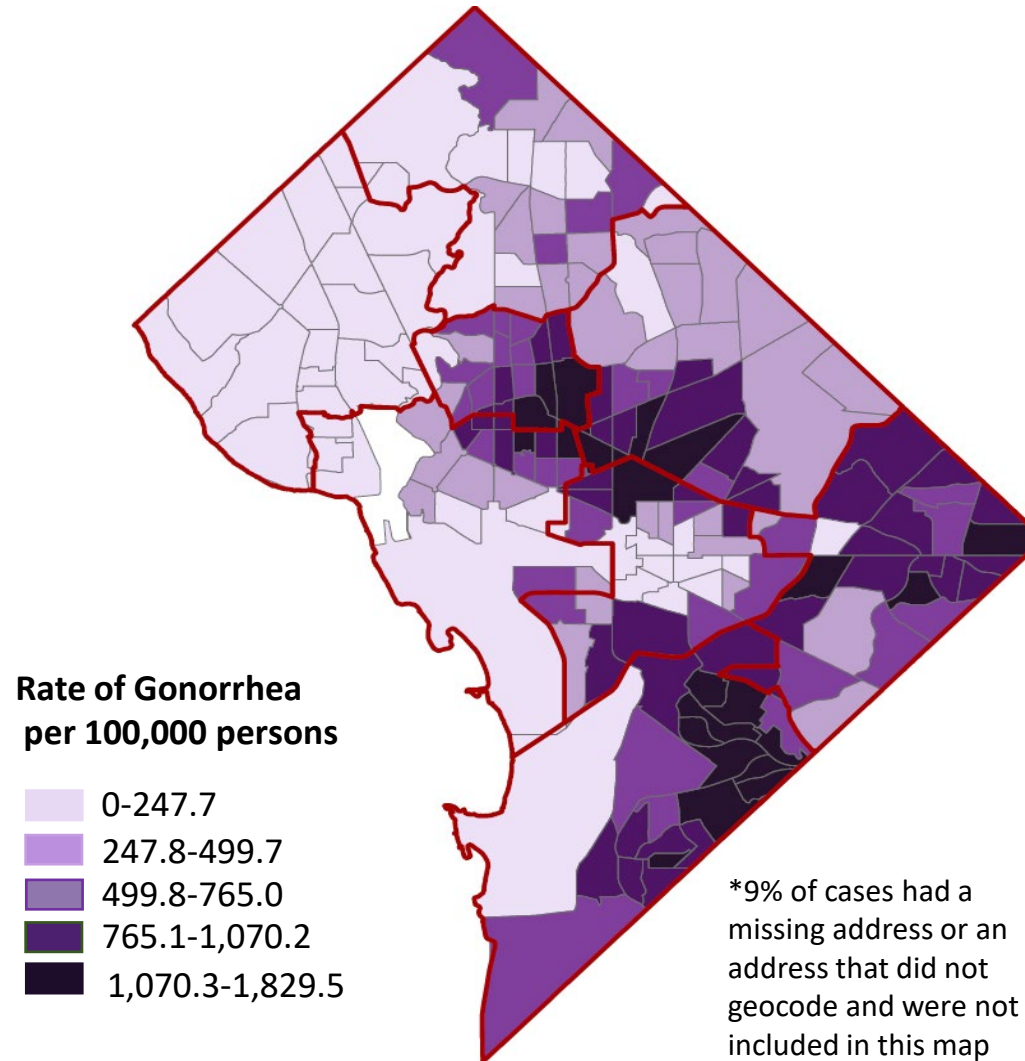 Rate of Gonorrhea
per 100,000 persons
0-247.7
247.8-499.7
499.8-765.0
765.1-1,070.2
1,070.3-1,829.5
*9% of cases had a
missing address or an
address that did not
geocode and were not
included in this map